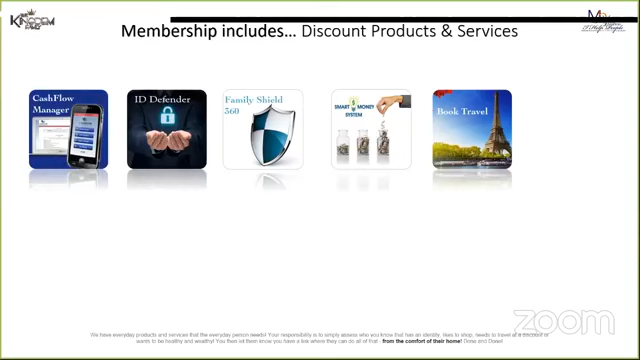 KINGDEM
Membership includes... Discount Products & Services
I Help People
CashFlow
Manager
ID Defender
Family Shield
360
SMART MONEY
SYSTEM
Book Travel
We have everyday products and services that the everyday person needs! Your responsibility is to simply assess who you know that has an identity, likes to shop, needs to travel at a discount or
wants to be healthy and wealthy! You then let them know you have a link where they can do all of that - from the comfort of their home! Done and Done!
zoom